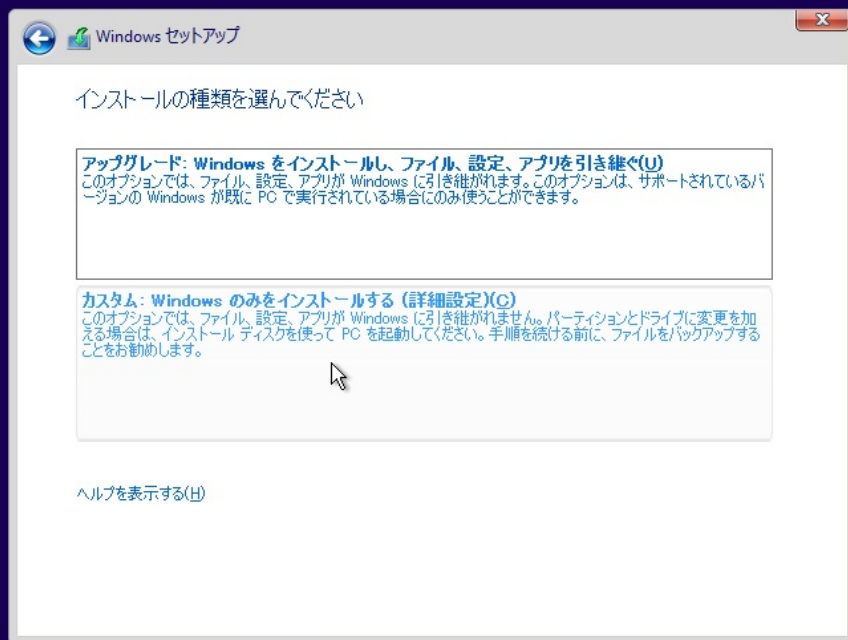 Windows セットアップ
インストールの種類を選んでください
アップグレード: Windows をインストールし、ファイル、設定、アプリを引き継ぐ(U)
このオプションでは、ファイル、設定、アプリが Windows に引き継がれます。このオプションは、サポートされているバ
ージョンの Windows が既に PC で実行されている場合にのみ使うことができます。
カスタム: Windows のみをインストールする (詳細設定)(C)
このオプションでは、ファイル、設定、アプリが Windows に引き継がれません。パーティションとドライブに変更を加
える場合は、インストール ディスクを使って PC を起動してください。手順を続ける前に、ファイルをバックアップする
ことをお勧めします。
ヘルプを表示する(H)